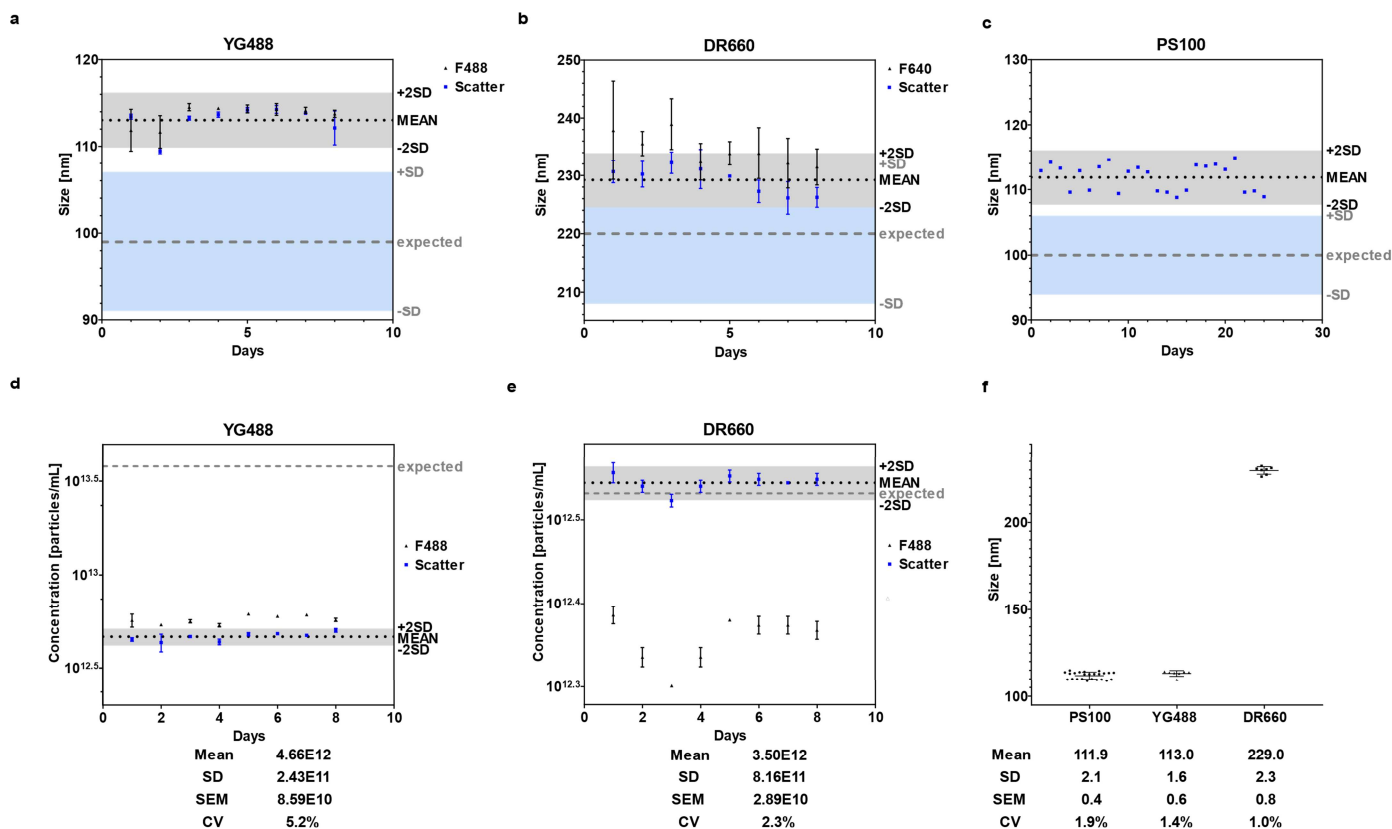 a
YG488
120
110
100
90
Size [nm]
0
5
10
Days
F488
Scatter
+2SD
MEAN
-2SD
+SD
expected
-SD
b
DR660
250
240
230
220
210
Size [nm]
0
5
10
Days
F640
Scatter
+2SD
+SD
MEAN
-2SD
expected
-SD
c
PS100
130
120
110
100
90
Size [nm]
0
10
20
30
Days
+2SD
MEAN
-2SD
+SD
expected
-SD
d
YG488
10^13.5
10^13
10^12.5
Concentration [particles/mL]
0
2
4
6
8
10
Days
expected
F488
Scatter
+2SD
MEAN
-2SD
Mean 4.66E12
SD 2.43E11
SEM 8.59E10
CV 5.2%
e
DR660
10^12.5
10^12.4
10^12.3
Concentration [particles/mL]
0
2
4
6
8
10
Days
+2SD
MEAN
expected
-2SD
F488
Scatter
Mean 3.50E12
SD 8.16E11
SEM 2.89E10
CV 2.3%
f
200
150
100
Size [nm]
PS100 YG488 DR660
Mean 111.9 113.0 229.0
SD 2.1 1.6 2.3
SEM 0.4 0.6 0.8
CV 1.9% 1.4% 1.0%